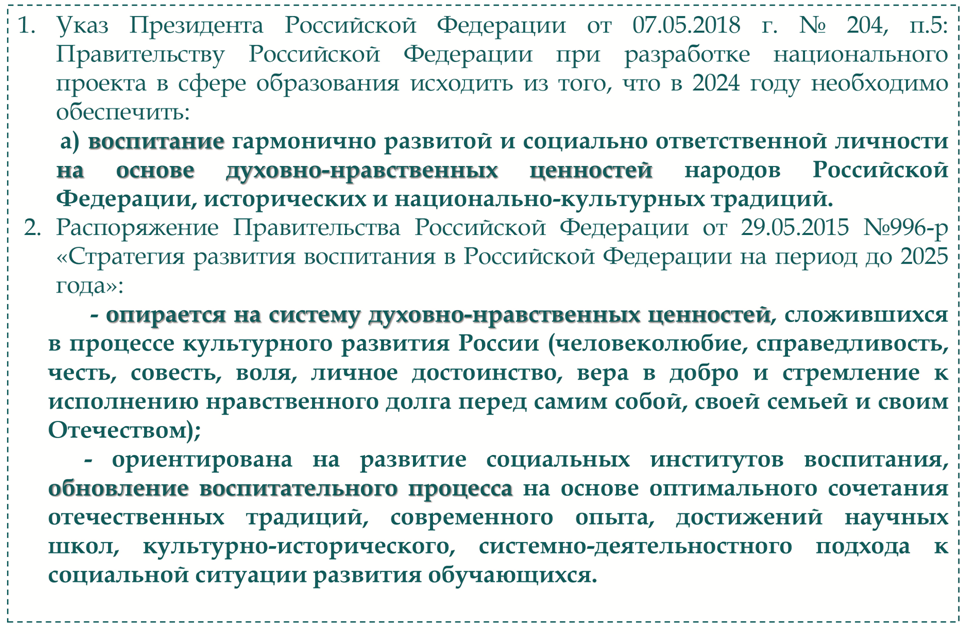 1. Указ Президента Российской Федерации от 07.05.2018 г. № 204, п.5:
Правительству Российской Федерации при разработке национального
проекта в сфере образования исходить из того, что в 2024 году необходимо
обеспечить:
а) воспитание гармонично развитой и социально ответственной личности
на основе духовно-нравственных ценностей народов Российской
Федерации, исторических и национально-культурных традиций.
2. Распоряжение Правительства Российской Федерации от 29.05.2015 №996-р
«Стратегия развития воспитания в Российской Федерации на период до 2025
года»:
- опирается на систему духовно-нравственных ценностей, сложившихся
в процессе культурного развития России (человеколюбие, справедливость,
честь, совесть, воля, личное достоинство, вера в добро и стремление к
исполнению нравственного долга перед самим собой, своей семьей и своим
Отечеством);
- ориентирована на развитие социальных институтов воспитания,
обновление воспитательного процесса на основе оптимального сочетания
отечественных традиций, современного опыта, достижений научных
школ, культурно-исторического, системно-деятельностного подхода к
социальной ситуации развития обучающихся.